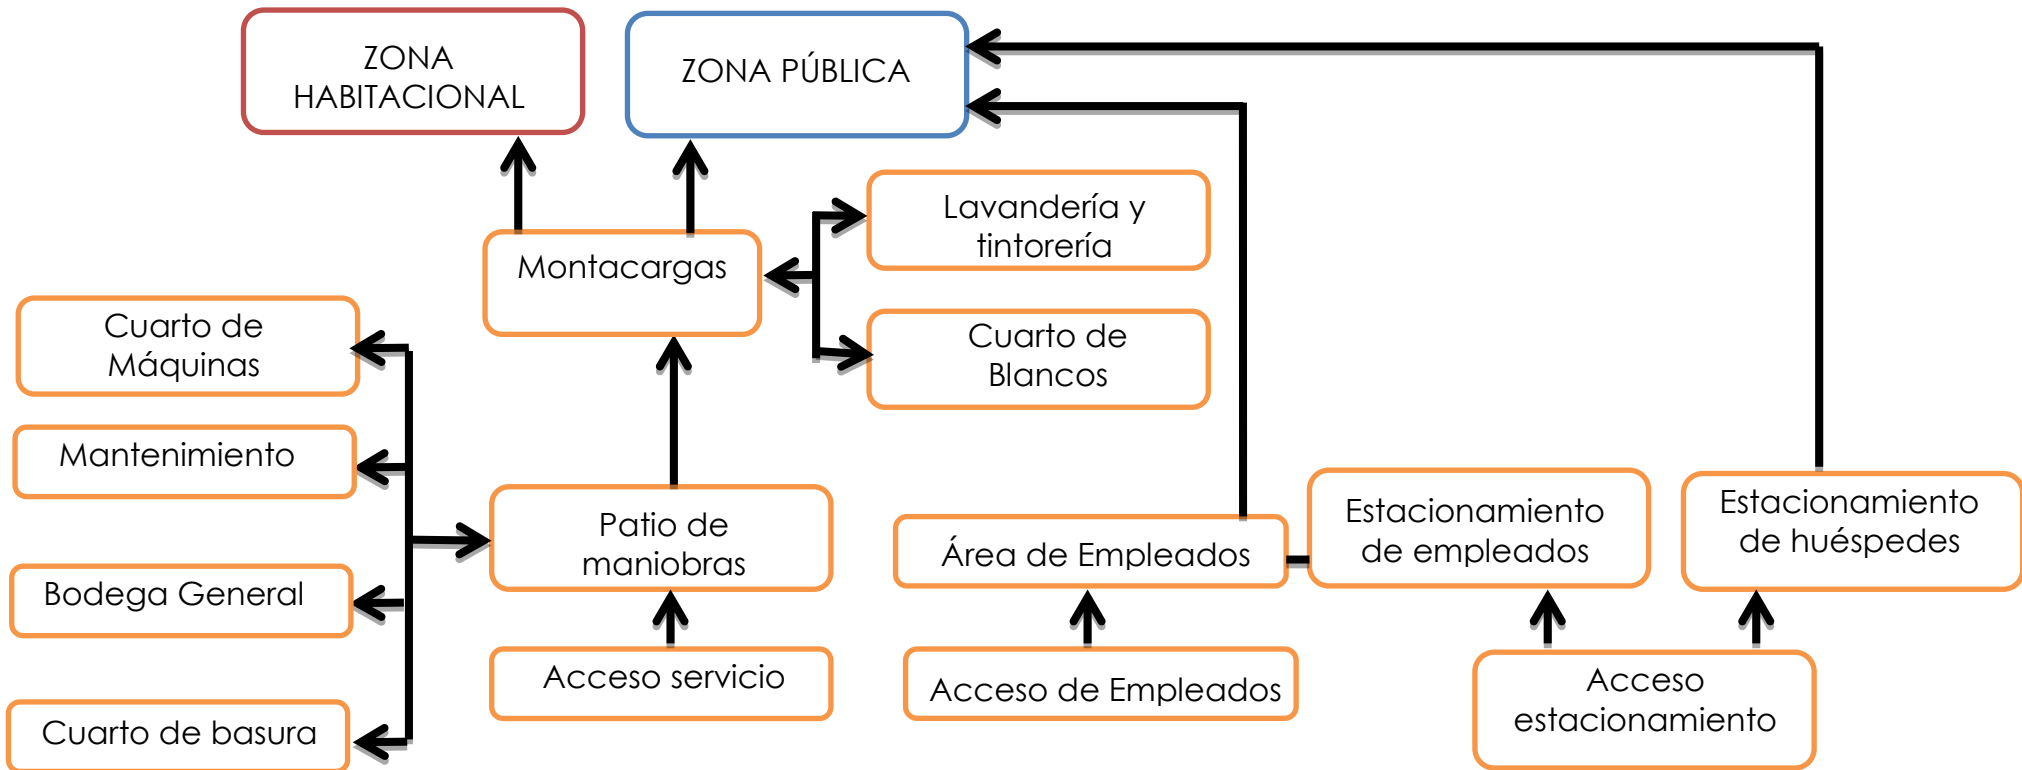 ZONA
HABITACIONAL
ZONA PÚBLICA
Lavandería y
tintorería
Montacargas
Cuarto de
Máquinas
Cuarto de
Blancos
Mantenimiento
Patio de
maniobras
Área de Empleados
Estacionamiento
de empleados
Estacionamiento
de huéspedes
Bodega General
Acceso servicio
Acceso de Empleados
Acceso
estacionamiento
Cuarto de basura